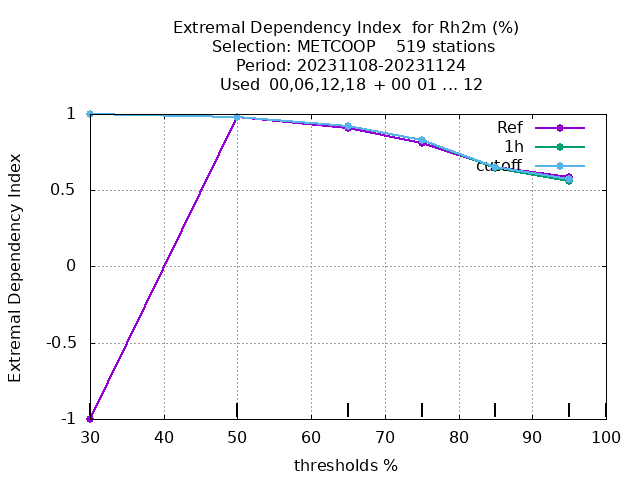 Extremal Dependency Index  for Rh2m (%)
Selection: METCOOP    519 stations
Period: 20231108-20231124
Used  00,06,12,18  + 00 01 ... 12
Extremal Dependency Index
1
0.5
0
-0.5
-1
Ref
1h
cutoff
30 40 50 60 70 80 90 100
thresholds %